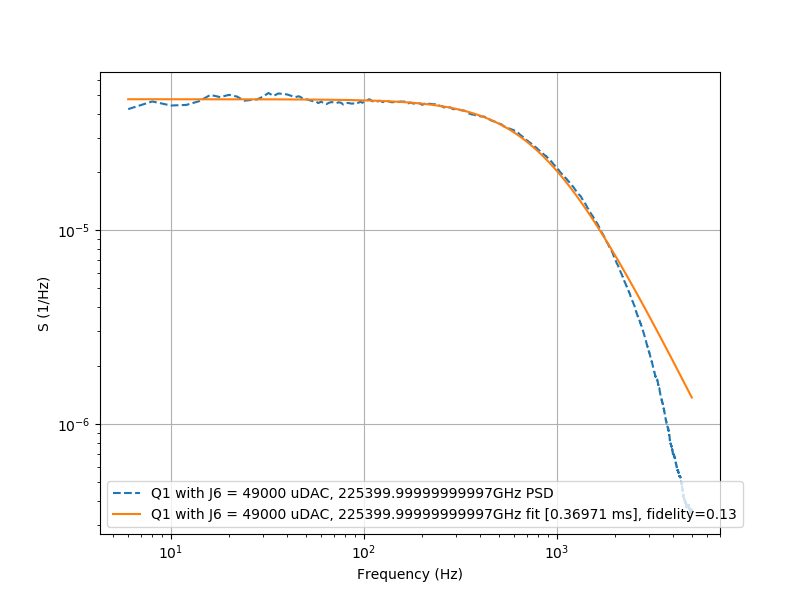 10⁻⁵
10⁻⁶
S (1/Hz)
Q1 with J6 = 49000 uDAC, 225399.99999999997GHz PSD
Q1 with J6 = 49000 uDAC, 225399.99999999997GHz fit [0.36971 ms], fidelity=0.13
10¹ 10² 10³
Frequency (Hz)